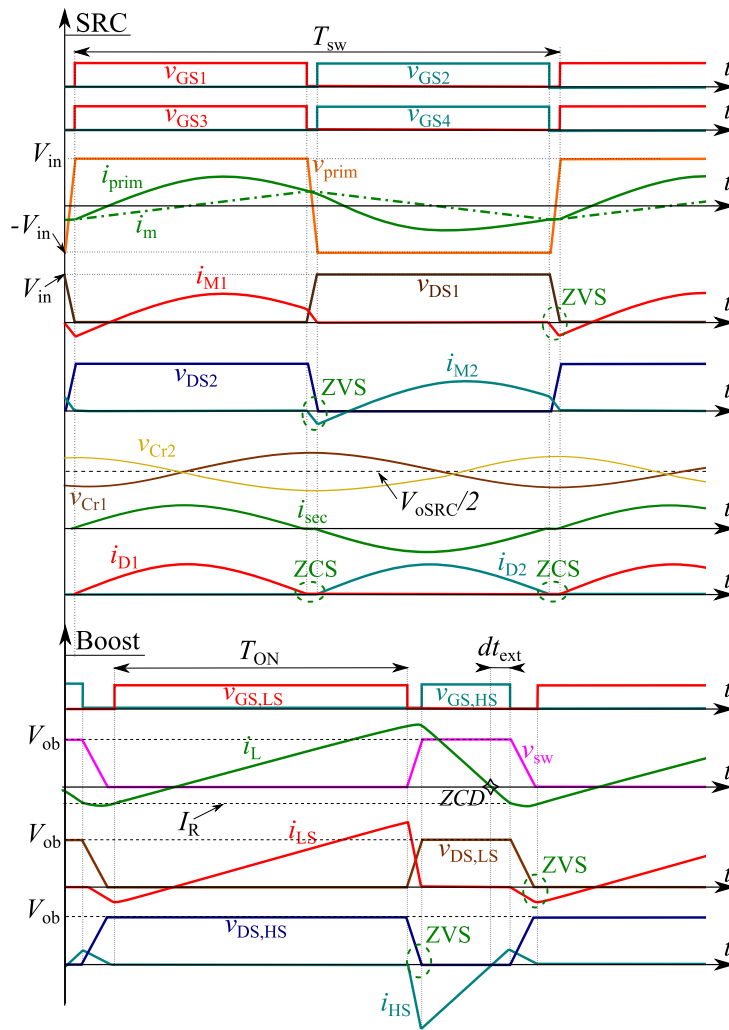 SRC
T_sw
v_GS1 v_GS2 t
v_GS3 v_GS4 t
V_in v_prim
i_prim t
-V_in i_m
V_in i_M1 v_DS1 ZVS t
v_DS2 ZVS i_M2 t
v_Cr2
v_Cr1 V_oSRC/2
i_sec t
i_D1 ZCS i_D2 ZCS t
Boost
T_ON dt_ext
v_GS,LS v_GS,HS t
V_ob i_L v_sw t
ZCD
I_R
V_ob i_LS v_DS,LS ZVS t
V_ob v_DS,HS ZVS t
i_HS